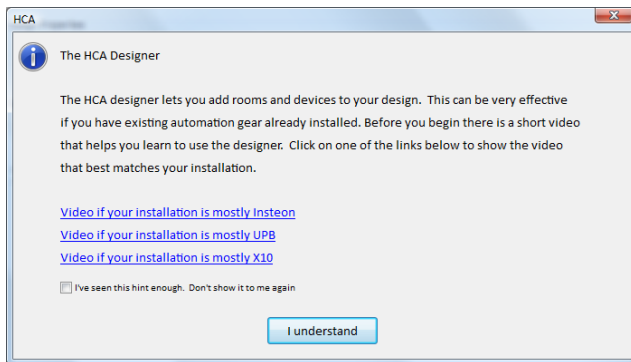 HCA
The HCA Designer
The HCA designer lets you add rooms and devices to your design. This can be very effective
if you have existing automation gear already installed. Before you begin there is a short video
that helps you learn to use the designer. Click on one of the links below to show the video
that best matches your installation.
Video if your installation is mostly Insteon
Video if your installation is mostly UPB
Video if your installation is mostly X10
I've seen this hint enough. Don't show it to me again
I understand